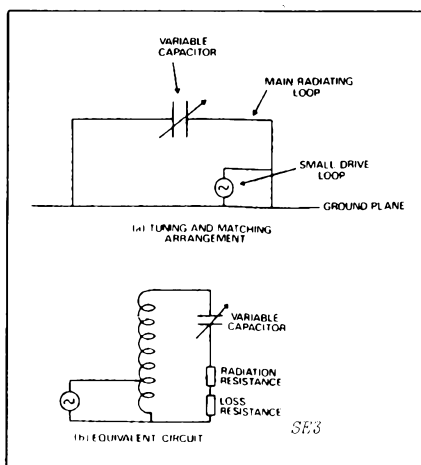 VARIABLE
CAPACITOR
MAIN RADIATING
LOOP
SMALL DRIVE
LOOP
GROUND PLANE
(a) TUNING AND MATCHING
ARRANGEMENT
VARIABLE
CAPACITOR
RADIATION
RESISTANCE
LOSS
RESISTANCE
(b) EQUIVALENT CIRCUIT
SE3